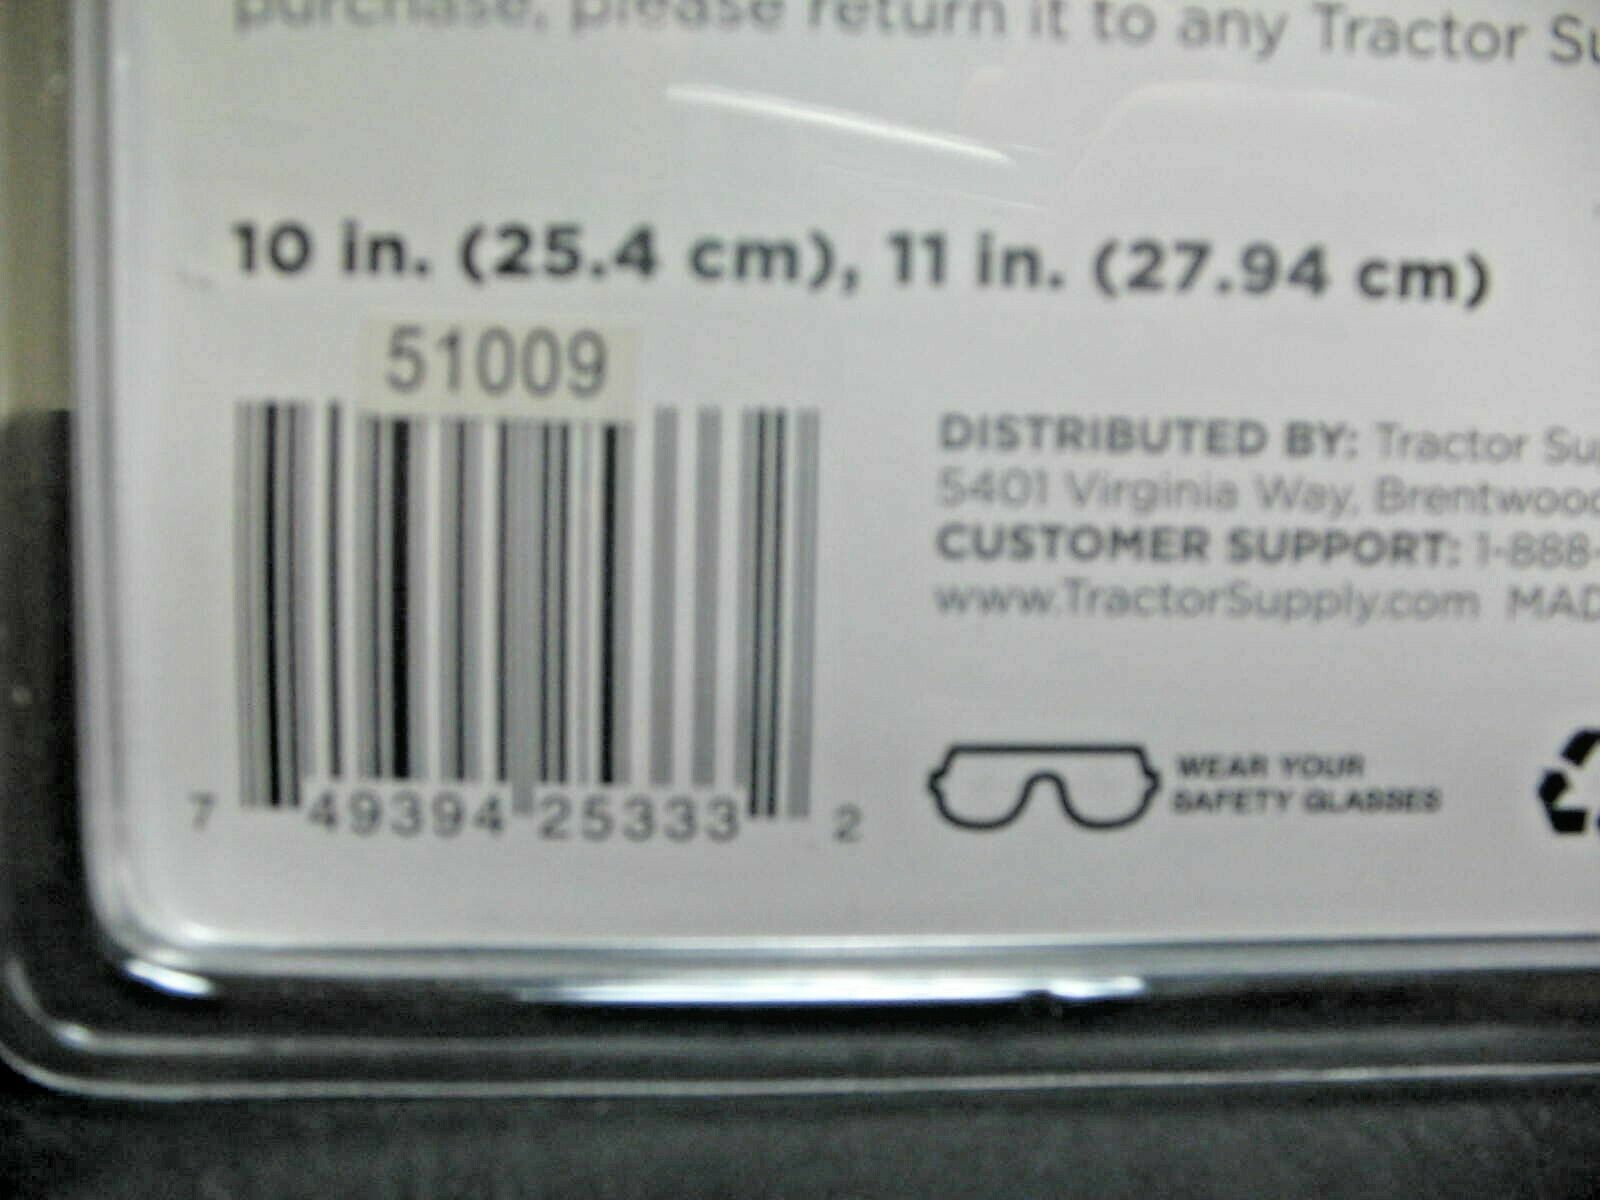 purchase, please return it to any Tractor Su
10 in. (25.4 cm), 11 in. (27.94 cm)
51009
7 49394 25333 2
DISTRIBUTED BY: Tractor Sup
5401 Virginia Way, Brentwood
CUSTOMER SUPPORT: 1-888-
www.TractorSupply.com MAD
WEAR YOUR
SAFETY GLASSES